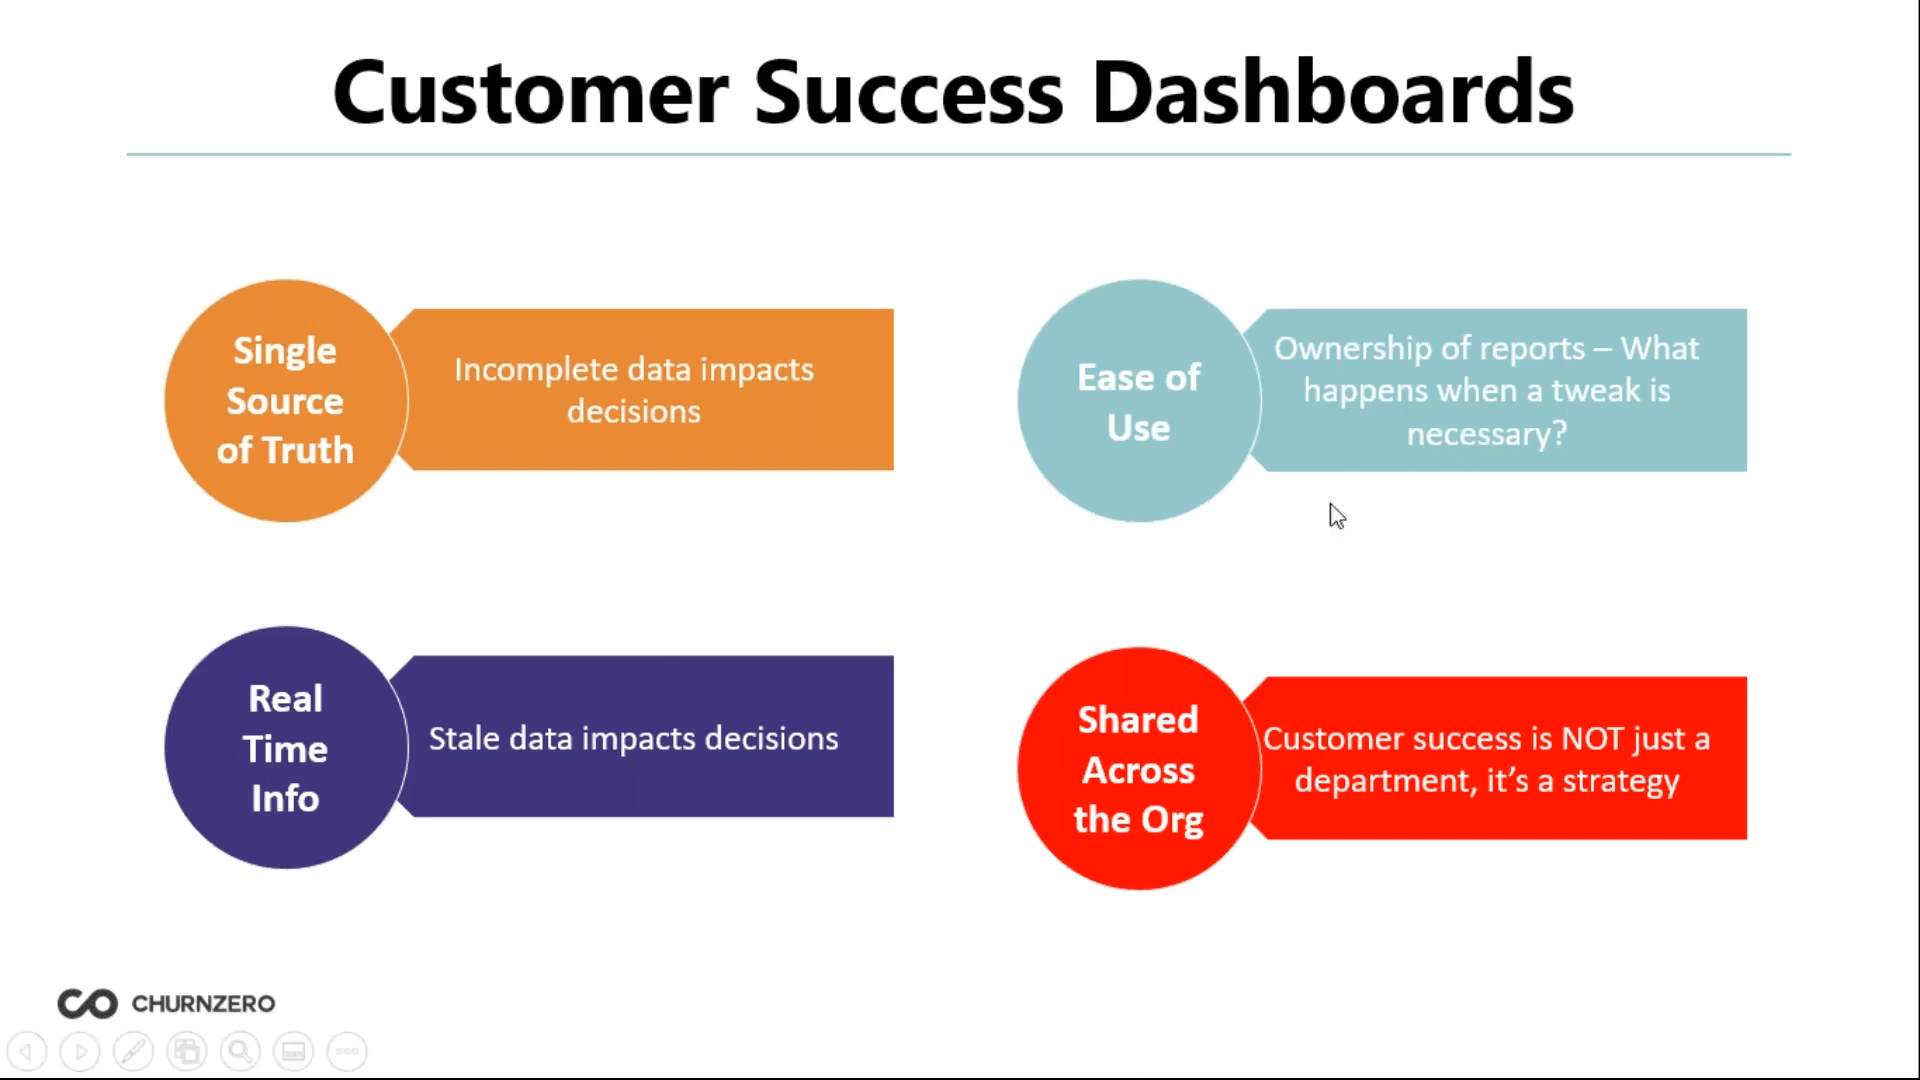 Customer Success Dashboards
Single
Source
of Truth
Incomplete data impacts
decisions
Ease of
Use
Ownership of reports – What
happens when a tweak is
necessary?
Real
Time
Info
Stale data impacts decisions
Shared
Across
the Org
Customer success is NOT just a
department, it’s a strategy
CHURNZERO